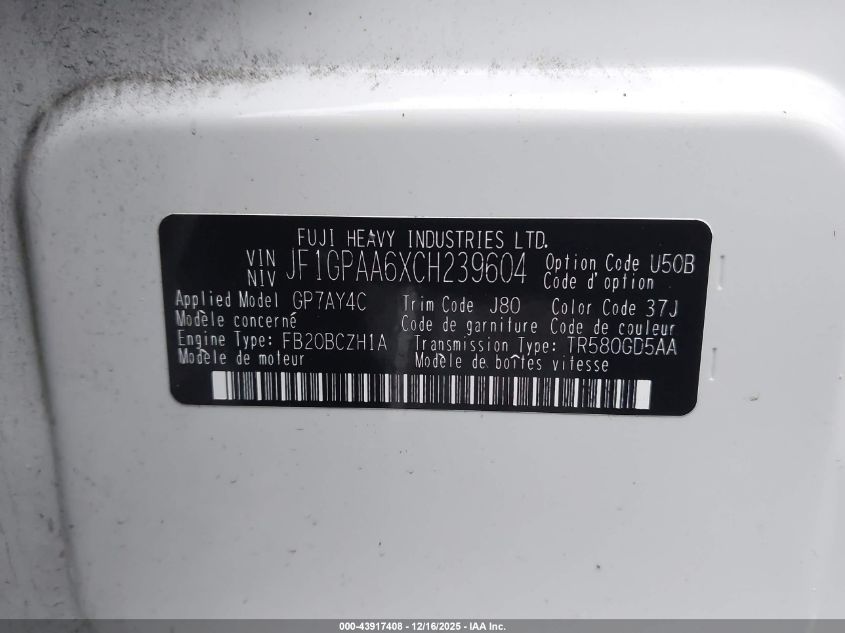 FUJI HEAVY INDUSTRIES LTD.
VIN
NIV JF1GPAA6XCH239604 Option Code U50B
Code d'option
Applied Model GP7AY4C Trim Code J80 Color Code 37J
Modèle concerné Code de garniture Code de couleur
Engine Type: FB20BCZH1A Transmission Type: TR580GD5AA
Modèle de moteur Modèle de boîtes vitesse
000-43917408 - 12/16/2025 - IAA Inc.